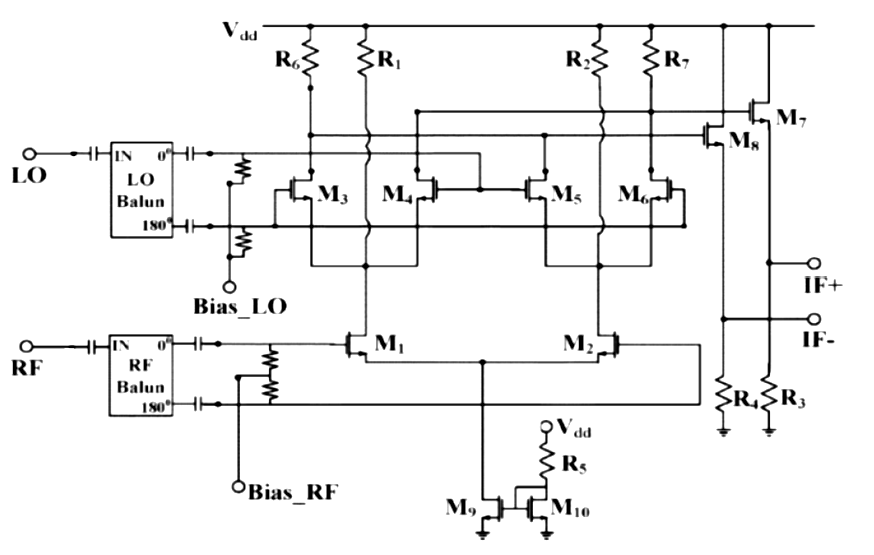 Vdd
R6 R1 R2 R7
M7
M8
LO IN 0°
LO
Balun
180°
M3 M4 M5 M6
Bias_LO
IF+
IF-
RF IN 0°
RF
Balun
180°
M1 M2
R4 R3
Vdd
R5
Bias_RF
M9 M10